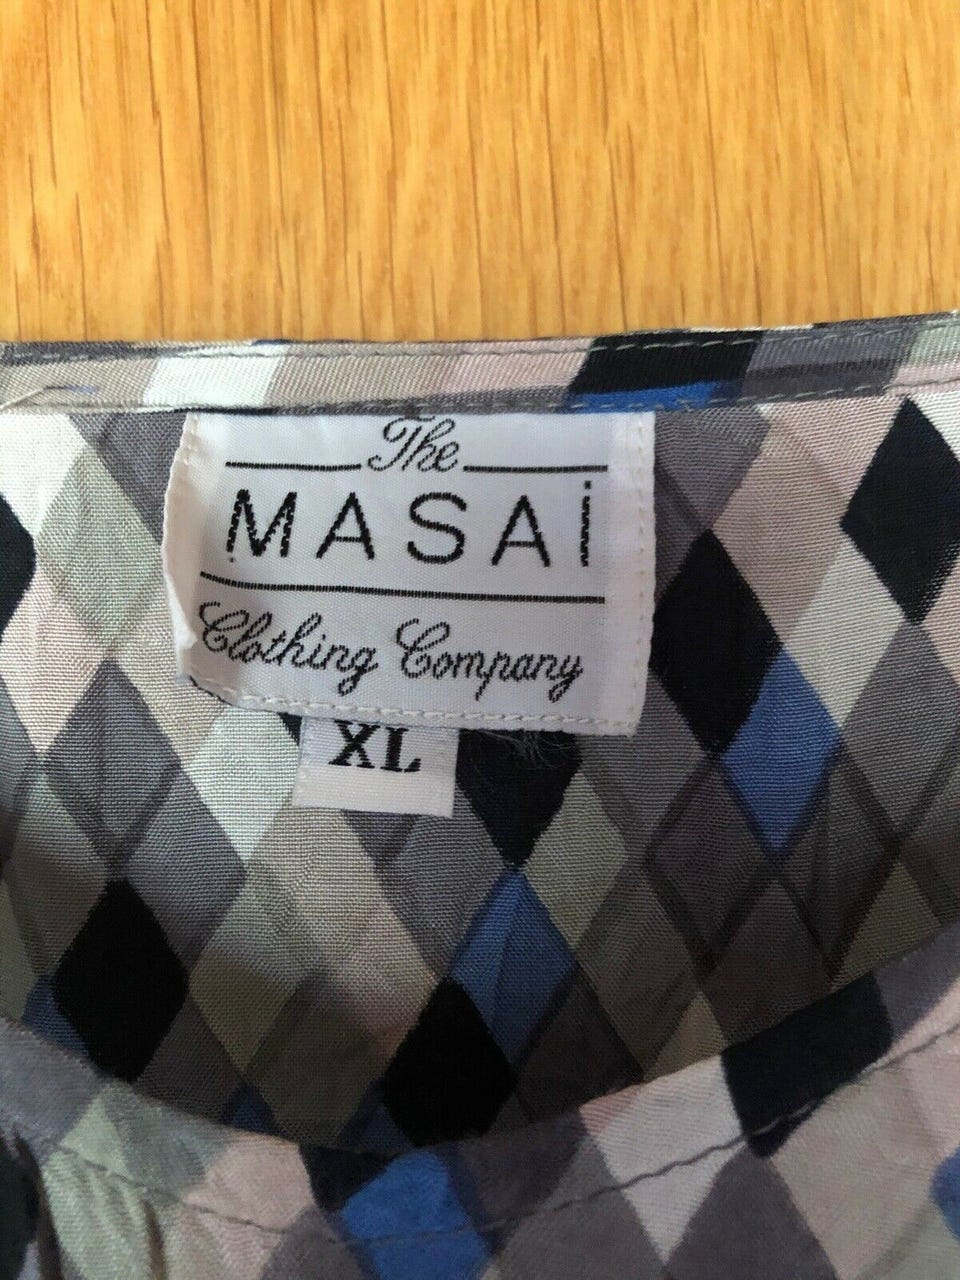 The
MASAi
Clothing Company
XL